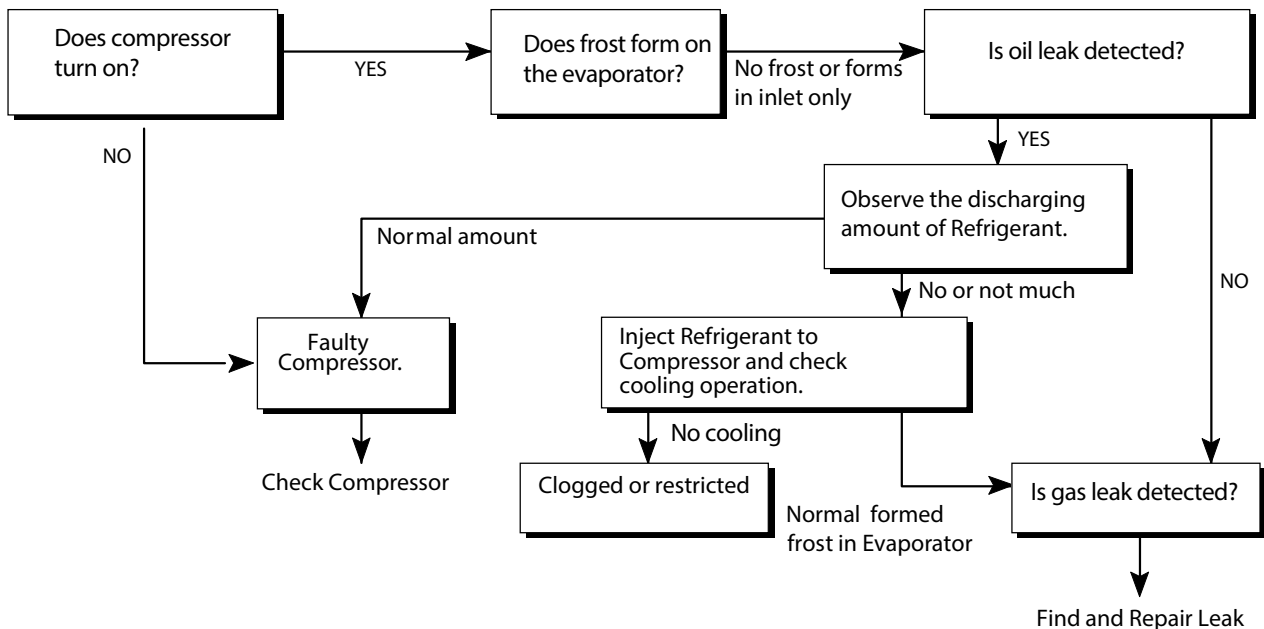 Does compressor
turn on?
YES
Does frost form on
the evaporator?
No frost or forms
in inlet only
Is oil leak detected?
NO
YES
Observe the discharging
amount of Refrigerant.
Normal amount
NO
No or not much
Faulty
Compressor.
Inject Refrigerant to
Compressor and check
cooling operation.
No cooling
Check Compressor
Clogged or restricted
Normal formed
frost in Evaporator
Is gas leak detected?
Find and Repair Leak